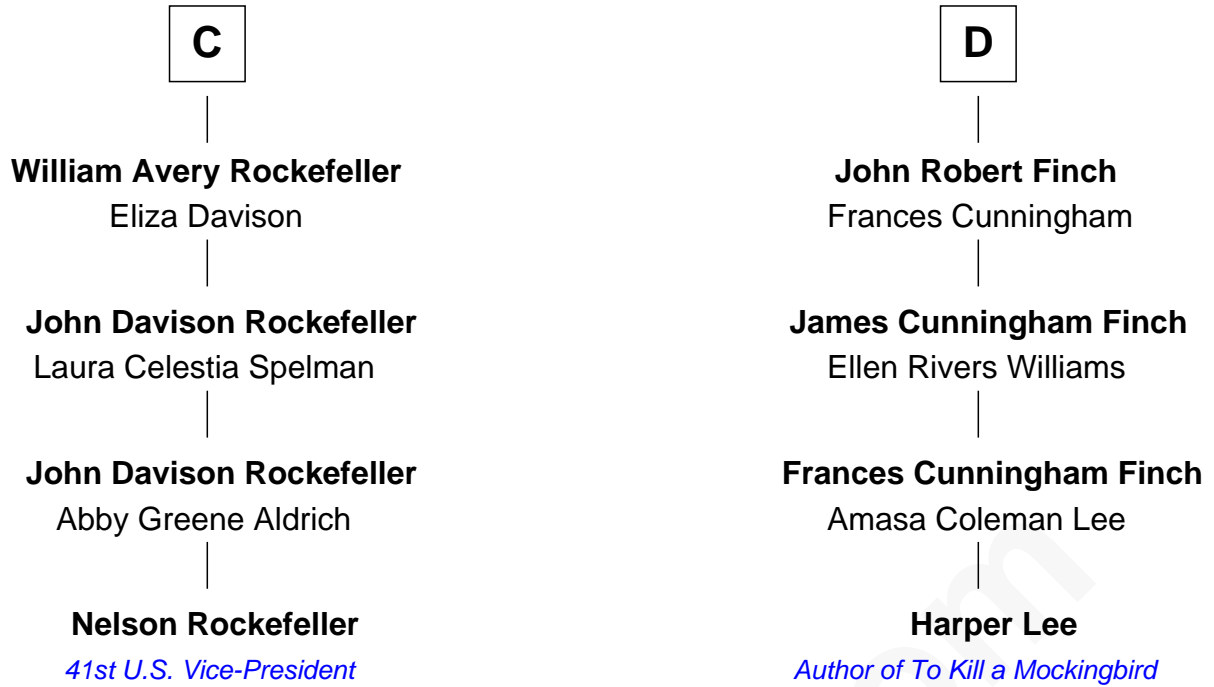 C
William Avery Rockefeller
Eliza Davison
John Davison Rockefeller
Laura Celestia Spelman
John Davison Rockefeller
Abby Greene Aldrich
Nelson Rockefeller
41st U.S. Vice-President
D
John Robert Finch
Frances Cunningham
James Cunningham Finch
Ellen Rivers Williams
Frances Cunningham Finch
Amasa Coleman Lee
Harper Lee
Author of To Kill a Mockingbird